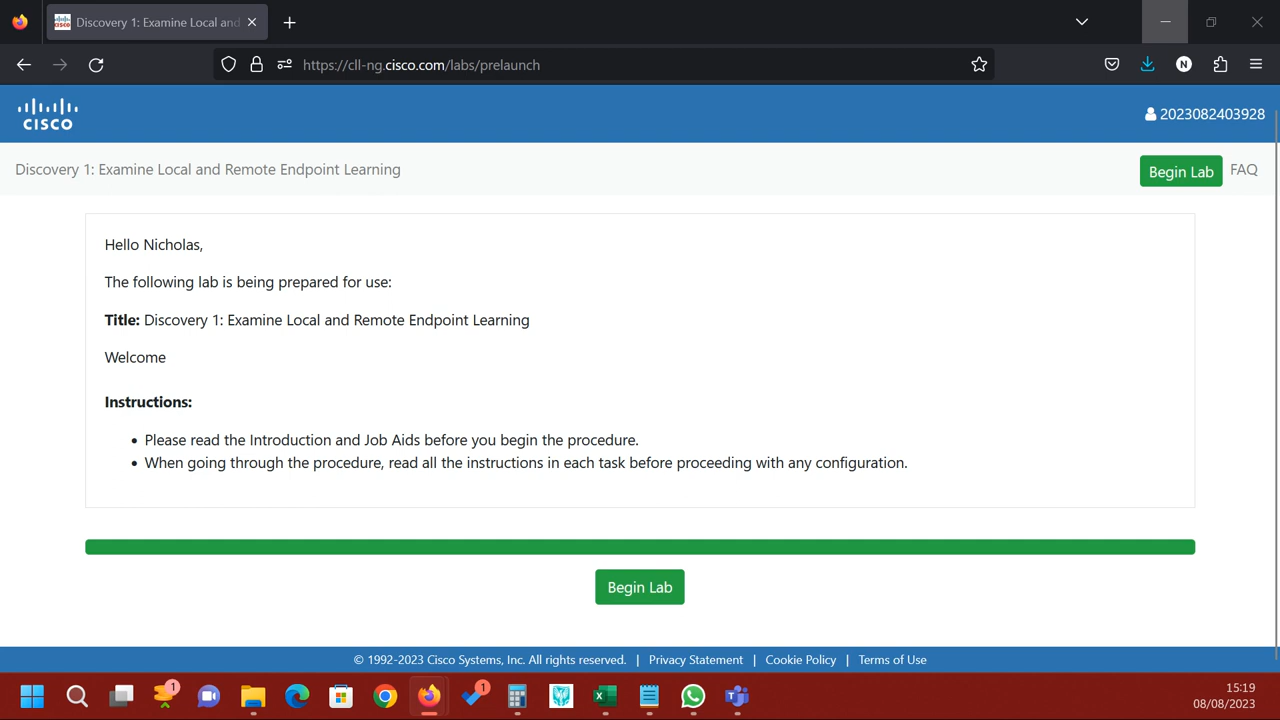 Discovery 1: Examine Local and
https://cll-ng.cisco.com/labs/prelaunch
N
CISCO
2023082403928
Discovery 1: Examine Local and Remote Endpoint Learning
Begin Lab
FAQ
Hello Nicholas,
The following lab is being prepared for use:
Title: Discovery 1: Examine Local and Remote Endpoint Learning
Welcome
Instructions:
• Please read the Introduction and Job Aids before you begin the procedure.
• When going through the procedure, read all the instructions in each task before proceeding with any configuration.
Begin Lab
© 1992-2023 Cisco Systems, Inc. All rights reserved. | Privacy Statement | Cookie Policy | Terms of Use
1
1
15:19
08/08/2023